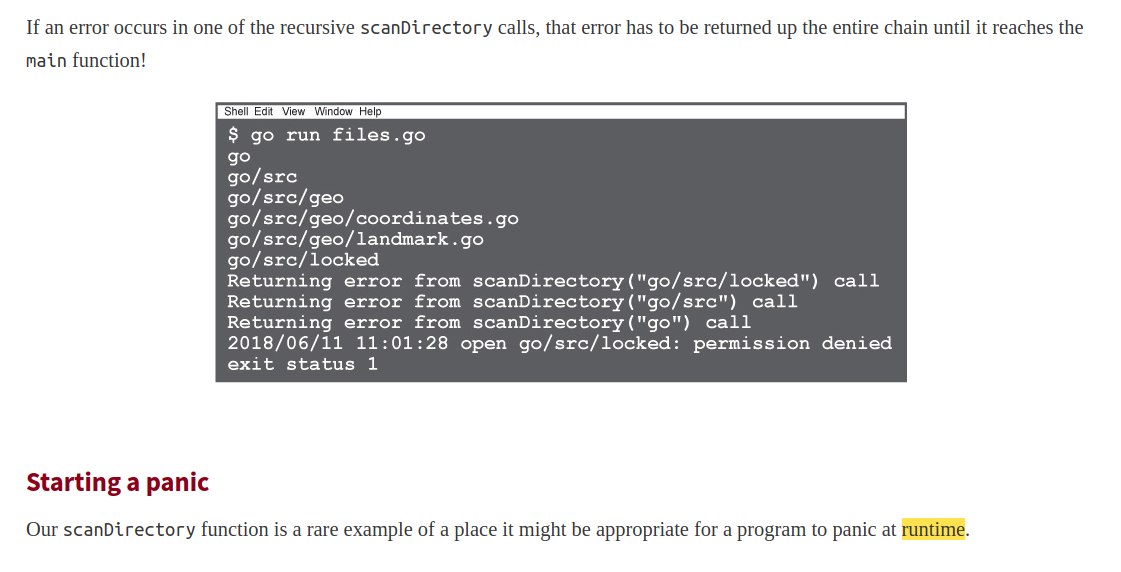 If an error occurs in one of the recursive scanDirectory calls, that error has to be returned up the entire chain until it reaches the
main function!
Shell Edit View Window Help
$ go run files.go
go
go/src
go/src/geo
go/src/geo/coordinates.go
go/src/geo/landmark.go
go/src/locked
Returning error from scanDirectory("go/src/locked") call
Returning error from scanDirectory("go/src") call
Returning error from scanDirectory("go") call
2018/06/11 11:01:28 open go/src/locked: permission denied
exit status 1
Starting a panic
Our scanDirectory function is a rare example of a place it might be appropriate for a program to panic at runtime.